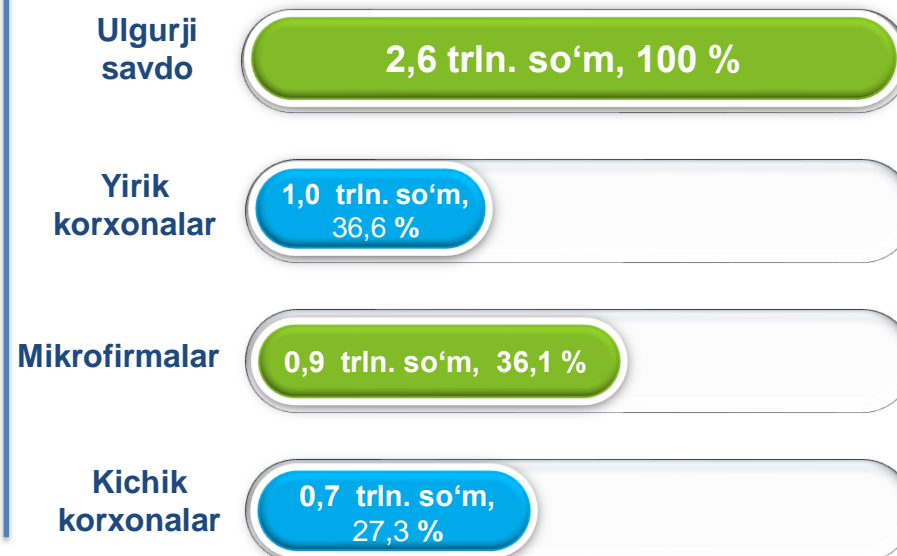 Ulgurji
savdo
2,6 trln. so‘m, 100 %
Yirik
korxonalar
1,0 trln. so‘m,
36,6 %
Mikrofirmalar
0,9 trln. so‘m, 36,1 %
Kichik
korxonalar
0,7 trln. so‘m,
27,3 %